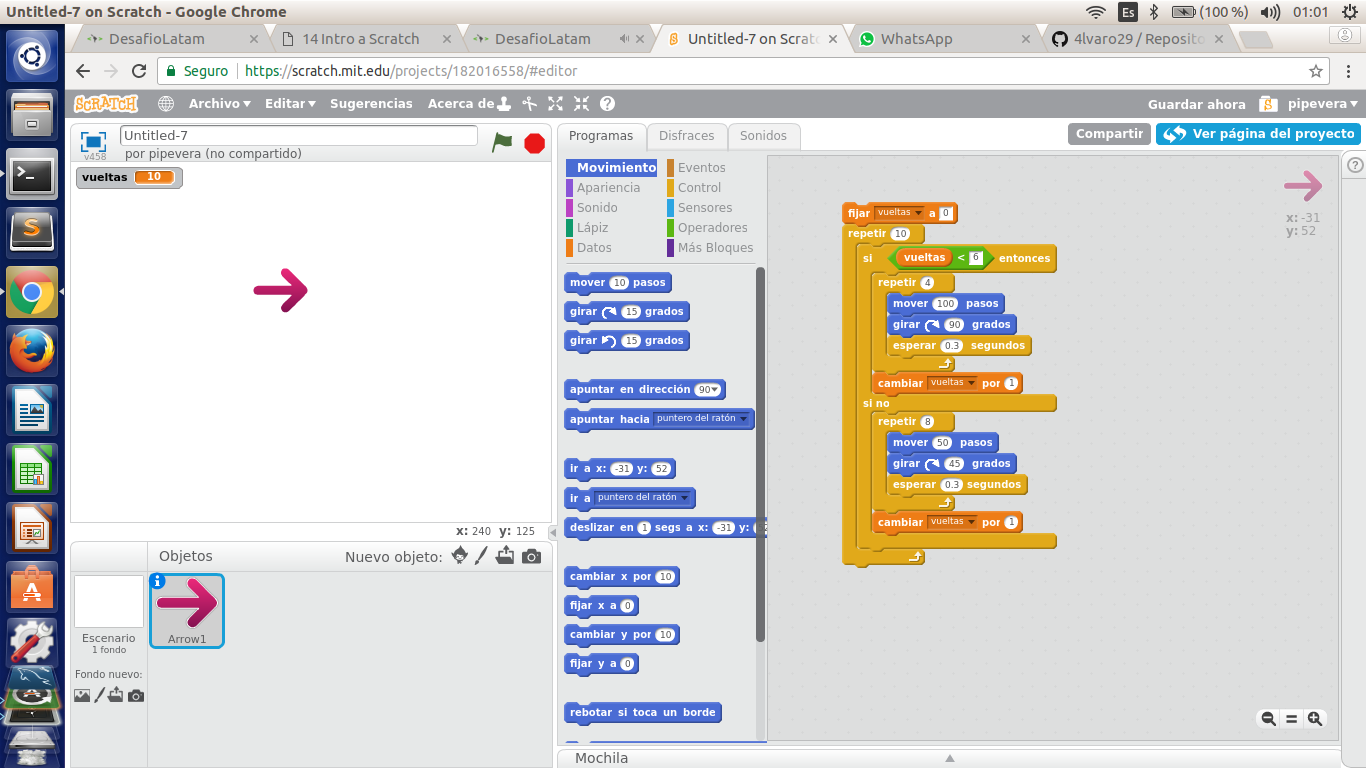 Untitled-7 on Scratch - Google Chrome
Es (100 %) 01:01
DesafioLatam
14 Intro a Scratch
DesafioLatam
Untitled-7 on Scratc
WhatsApp
4lvaro29 / Reposito
Seguro https://scratch.mit.edu/projects/182016558/#editor
SCRATCH Archivo Editar Sugerencias Acerca de
Guardar ahora pipevera
v458
Untitled-7
por pipevera (no compartido)
vueltas 10
x: 240 y: 125
Objetos Nuevo objeto:
Escenario
1 fondo
Fondo nuevo:
Arrow1
Programas Disfraces Sonidos
Compartir Ver página del proyecto
Movimiento Eventos
Apariencia Control
Sonido Sensores
Lápiz Operadores
Datos Más Bloques
mover 10 pasos
girar 15 grados
girar 15 grados
apuntar en dirección 90
apuntar hacia puntero del ratón
ir a x: -31 y: 52
ir a puntero del ratón
deslizar en 1 segs a x: -31 y:
cambiar x por 10
fijar x a 0
cambiar y por 10
fijar y a 0
rebotar si toca un borde
fijar vueltas a 0
repetir 10
si vueltas < 6 entonces
repetir 4
mover 100 pasos
girar 90 grados
esperar 0.3 segundos
cambiar vueltas por 1
si no
repetir 8
mover 50 pasos
girar 45 grados
esperar 0.3 segundos
cambiar vueltas por 1
x: -31
y: 52
Mochila